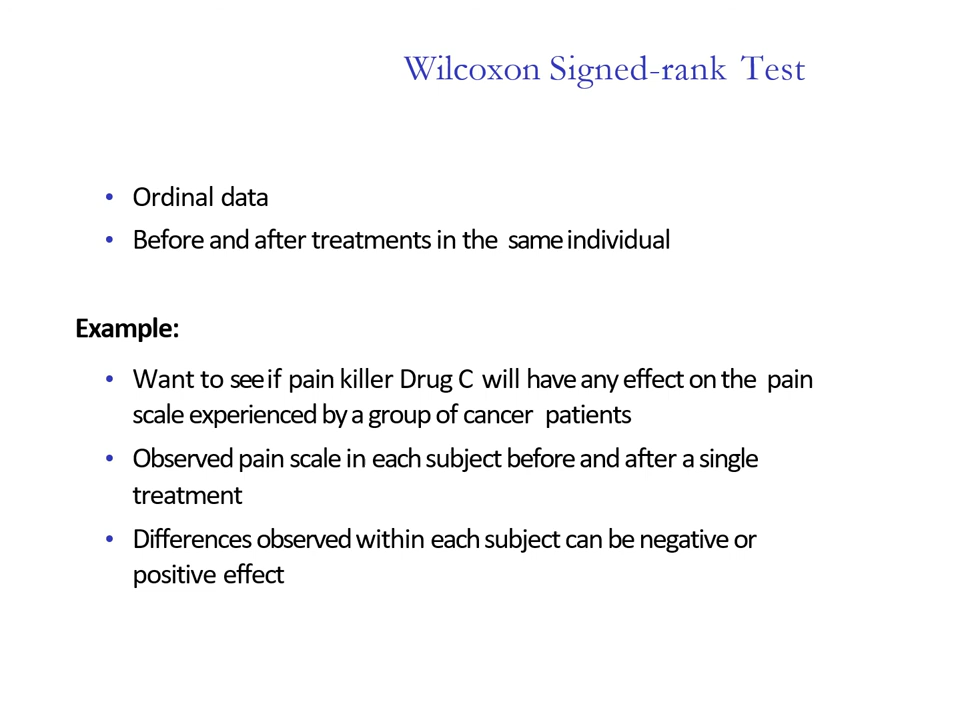 Wilcoxon Signed-rank Test
• Ordinal data
• Before and after treatments in the same individual
Example:
• Want to see if pain killer Drug C will have any effect on the pain
scale experienced by a group of cancer patients
• Observed pain scale in each subject before and after a single
treatment
• Differences observed within each subject can be negative or
positive effect